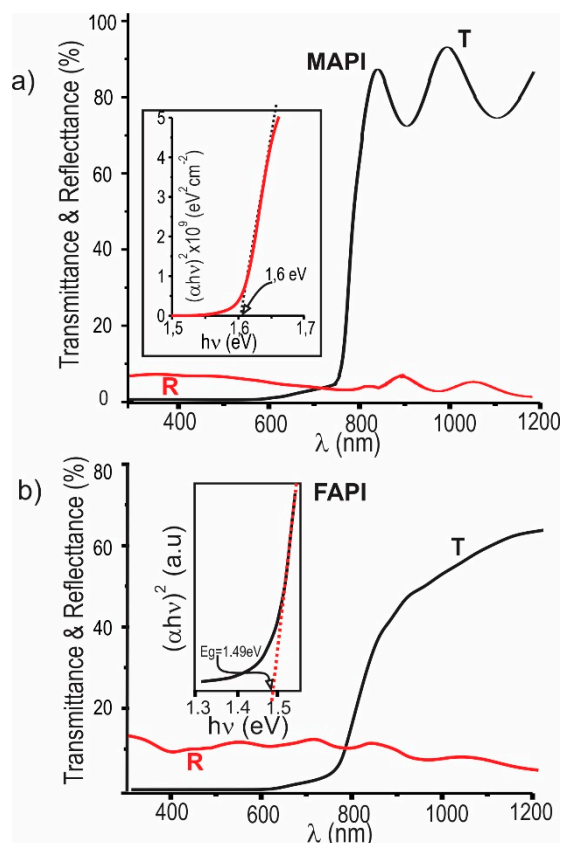 a)
Transmittance & Reflecttance (%)
100
80
60
40
20
0
MAPI
T
R
(αhν)²x10⁹ (eV²cm⁻²)
5
4
3
2
1
0
1,6 eV
1,5 1,6 1,7
hν (eV)
400 600 800 1000 1200
λ (nm)
b)
Transmittance & Reflecttance (%)
80
60
40
20
FAPI
T
R
(αhν)² (a.u)
Eg=1.49eV
1.3 1.4 1.5
hν (eV)
400 600 800 1000 1200
λ (nm)